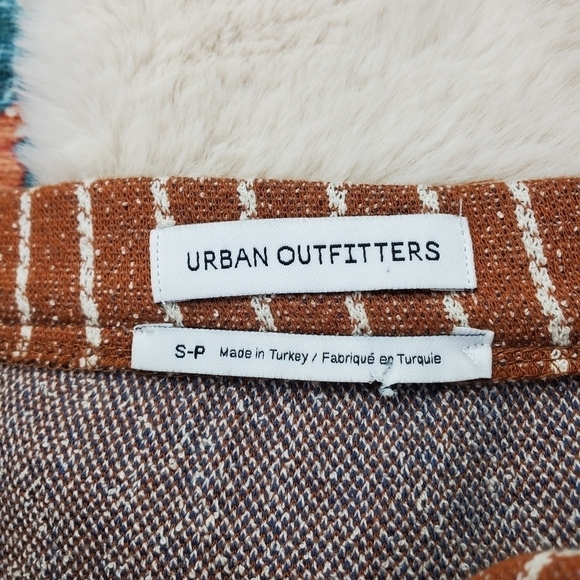 URBAN OUTFITTERS
S-P Made in Turkey / Fabriqué en Turquie